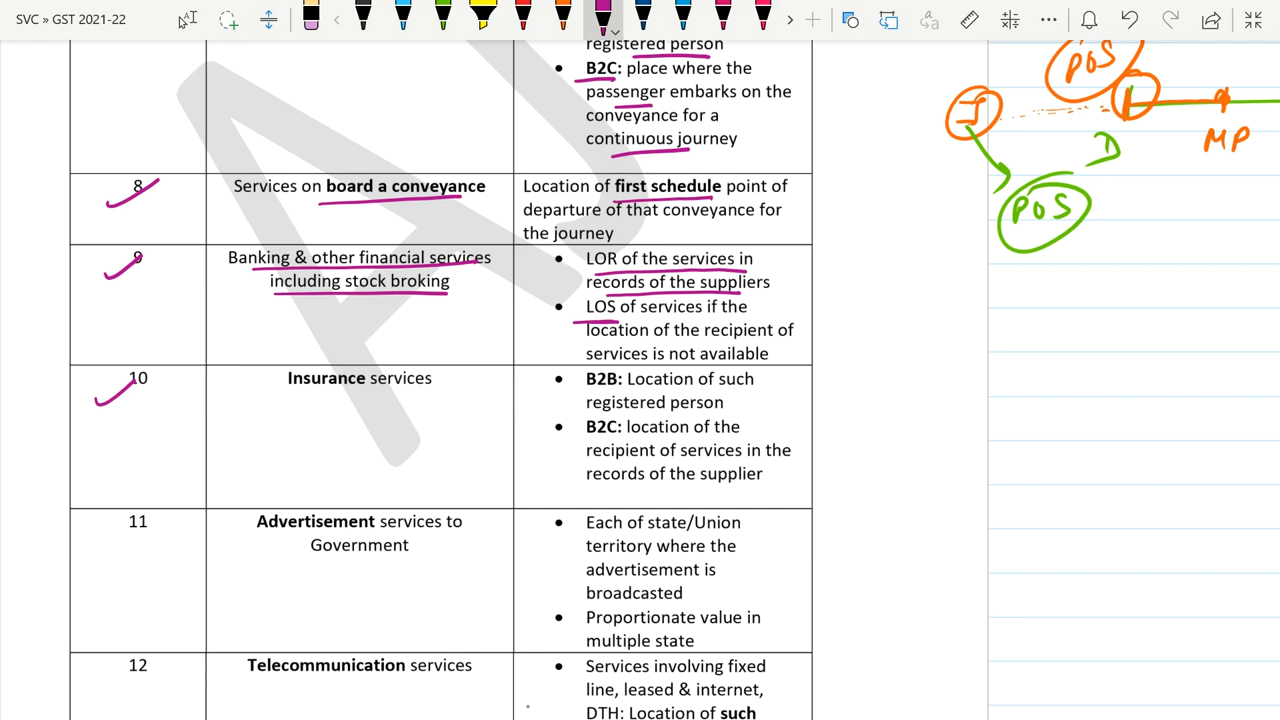 SVC » GST 2021-22
registered person
• B2C: place where the
passenger embarks on the
conveyance for a
continuous journey
8
Services on board a conveyance
Location of first schedule point of
departure of that conveyance for
the journey
9
Banking & other financial services
including stock broking
• LOR of the services in
records of the suppliers
• LOS of services if the
location of the recipient of
services is not available
10
Insurance services
• B2B: Location of such
registered person
• B2C: location of the
recipient of services in the
records of the supplier
11
Advertisement services to
Government
• Each of state/Union
territory where the
advertisement is
broadcasted
• Proportionate value in
multiple state
12
Telecommunication services
• Services involving fixed
line, leased & internet,
DTH: Location of such
POS
MP
D
POS